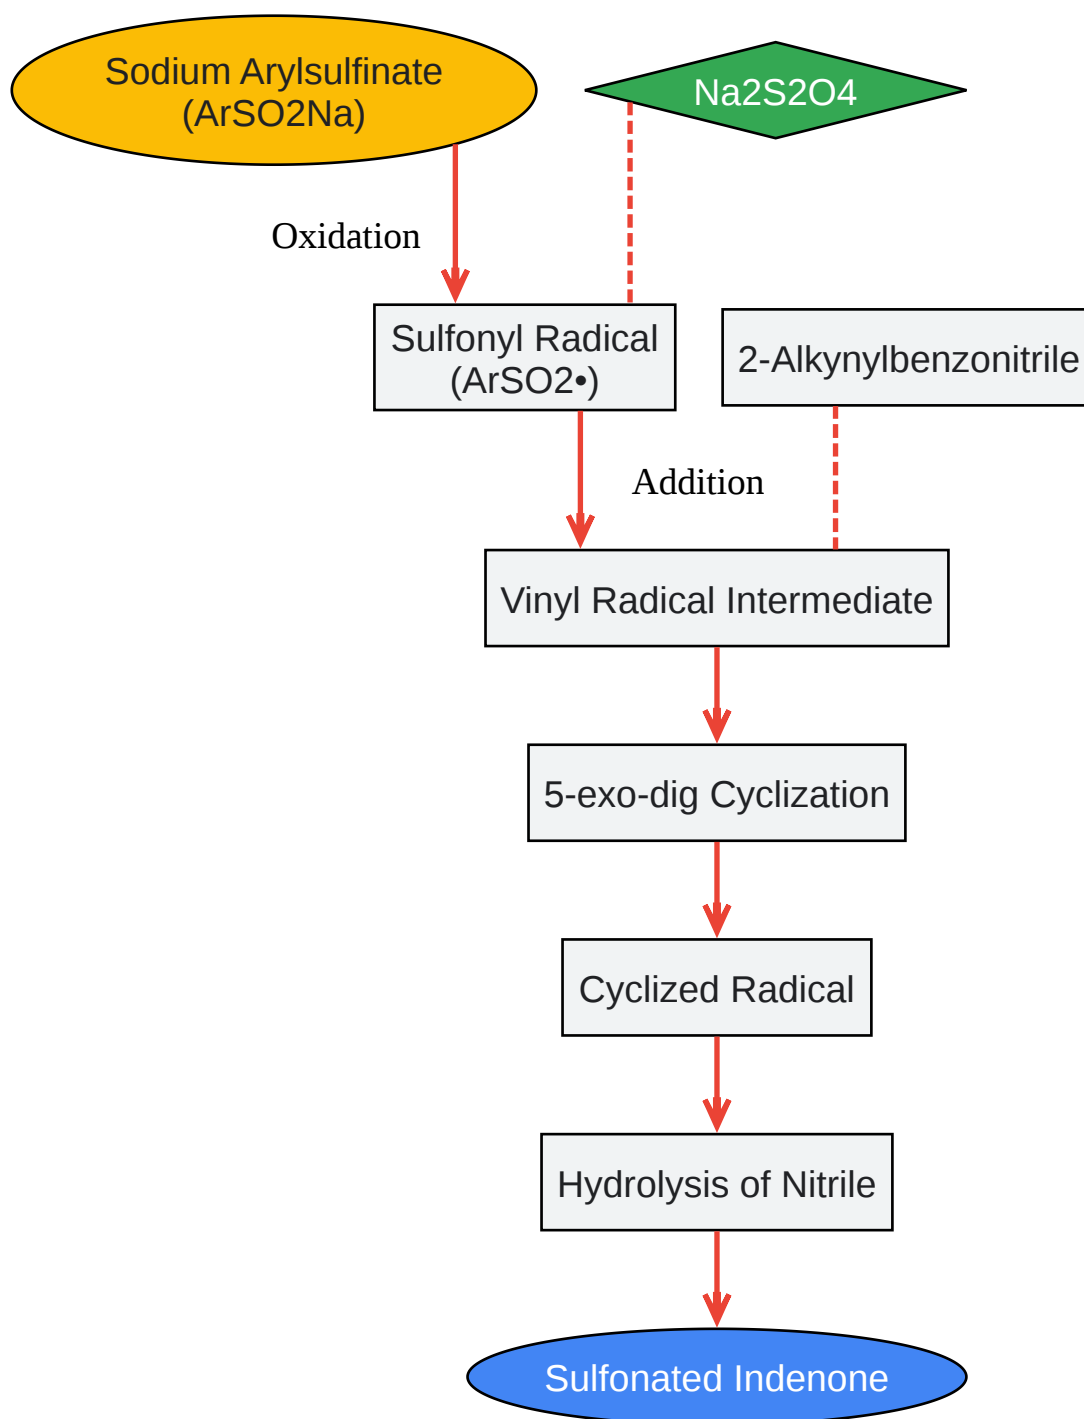 Sodium Arylsulfinate
(ArSO2Na)
Na2S2O4
Oxidation
Sulfonyl Radical
(ArSO2•)
2-Alkynylbenzonitrile
Addition
Vinyl Radical Intermediate
5-exo-dig Cyclization
Cyclized Radical
Hydrolysis of Nitrile
Sulfonated Indenone